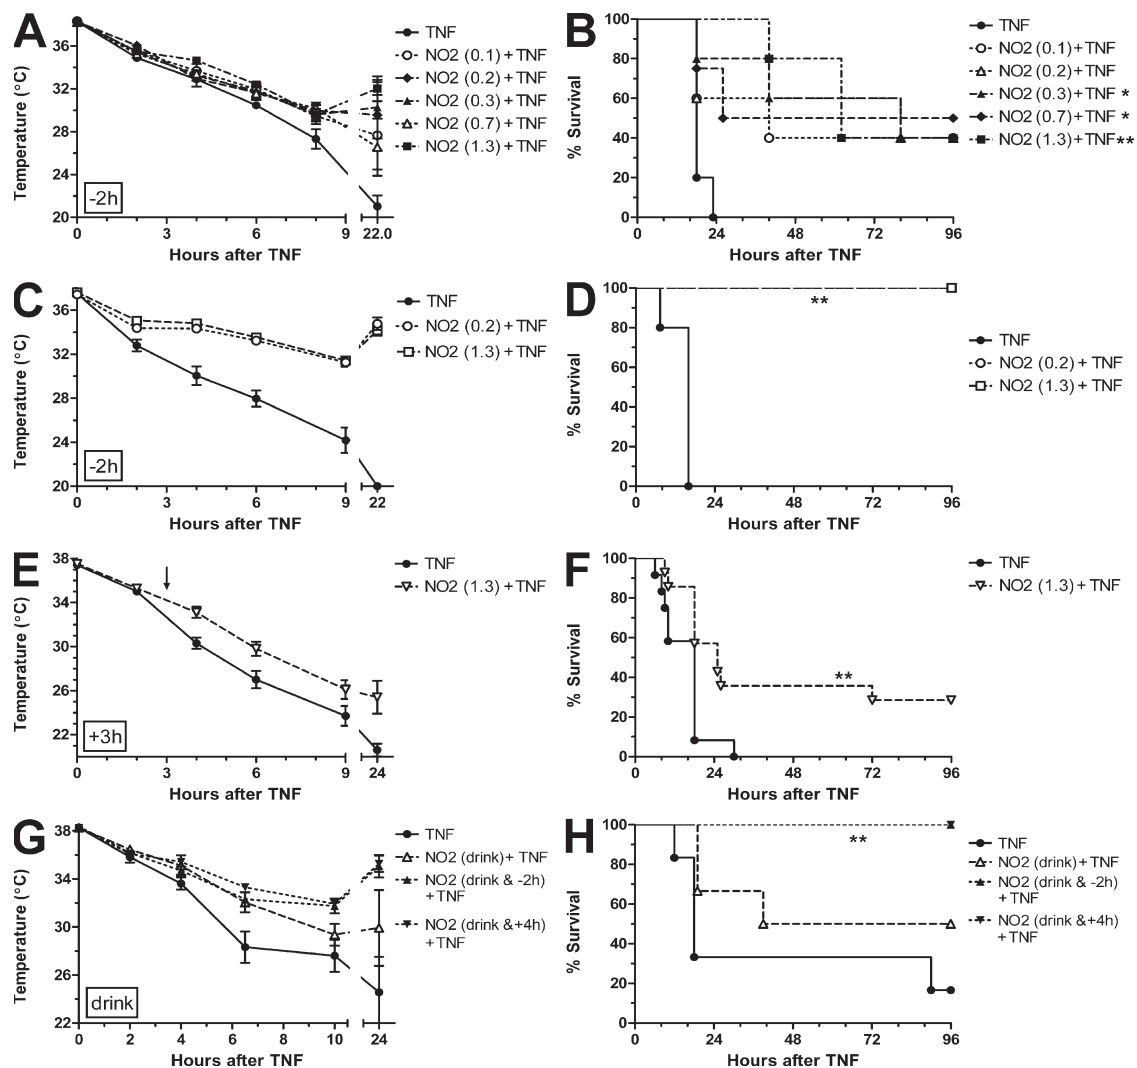 A
Temperature (°C)
36
32
28
24
20
-2h
0
3
6
9
22.0
Hours after TNF
TNF
NO2 (0.1) + TNF
NO2 (0.2) + TNF
NO2 (0.3) + TNF
NO2 (0.7) + TNF
NO2 (1.3) + TNF
B
% Survival
100
80
60
40
20
0
0
24
48
72
96
Hours after TNF
TNF
NO2 (0.1) + TNF
NO2 (0.2) + TNF
NO2 (0.3) + TNF *
NO2 (0.7) + TNF *
NO2 (1.3) + TNF **
C
Temperature (°C)
36
32
28
24
20
-2h
0
3
6
9
22
Hours after TNF
TNF
NO2 (0.2) + TNF
NO2 (1.3) + TNF
D
% Survival
100
80
60
40
20
0
**
0
24
48
72
96
Hours after TNF
TNF
NO2 (0.2) + TNF
NO2 (1.3) + TNF
E
Temperature (°C)
38
34
30
26
22
+3h
0
3
6
9
24
Hours after TNF
TNF
NO2 (1.3) + TNF
F
% Survival
100
80
60
40
20
0
**
0
24
48
72
96
Hours after TNF
TNF
NO2 (1.3) + TNF
G
Temperature (°C)
38
34
30
26
22
drink
0
2
4
6
8
10
24
Hours after TNF
TNF
NO2 (drink) + TNF
NO2 (drink & -2h)
+ TNF
NO2 (drink &+4h)
+ TNF
H
% Survival
100
80
60
40
20
0
**
0
24
48
72
96
Hours after TNF
TNF
NO2 (drink) + TNF
NO2 (drink & -2h)
+ TNF
NO2 (drink &+4h)
+ TNF